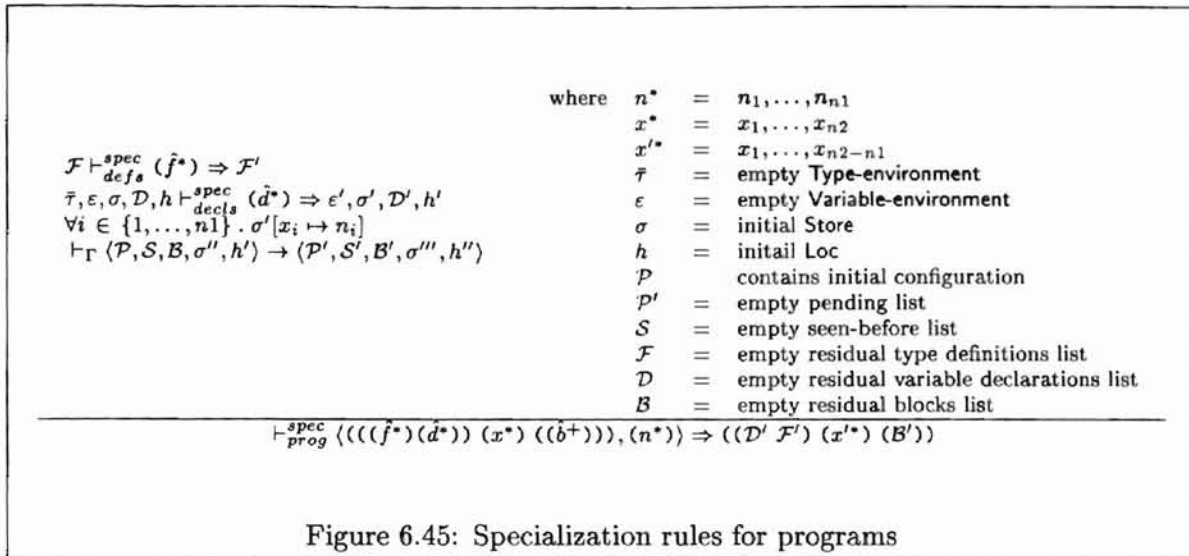 where n* = n₁, . . . , nₙ₁
x* = x₁, . . . , xₙ₂
x′* = x₁, . . . , xₙ₂₋ₙ₁
𝓕 ⊢ᵈᵉᶠˢ^spec (f̂*) ⇒ 𝓕′
τ̄ = empty Type-environment
τ̄, ε, σ, 𝒟, h ⊢_decls^spec (d̂*) ⇒ ε′, σ′, 𝒟′, h′
ε = empty Variable-environment
∀i ∈ {1, . . . , n1} . σ′[xᵢ ↦ nᵢ]
σ = initial Store
⊢_Γ ⟨𝒫, 𝒮, ℬ, σ″, h′⟩ → ⟨𝒫′, 𝒮′, ℬ′, σ‴, h″⟩
h = initail Loc
𝒫 contains initial configuration
𝒫′ = empty pending list
𝒮 = empty seen-before list
𝓕 = empty residual type definitions list
𝒟 = empty residual variable declarations list
ℬ = empty residual blocks list
⊢_prog^spec ⟨(((f̂*)(d̂*)) (x*) ((b̂⁺))), (n*)⟩ ⇒ ((𝒟′ 𝓕′) (x′*) (ℬ′))
Figure 6.45: Specialization rules for programs